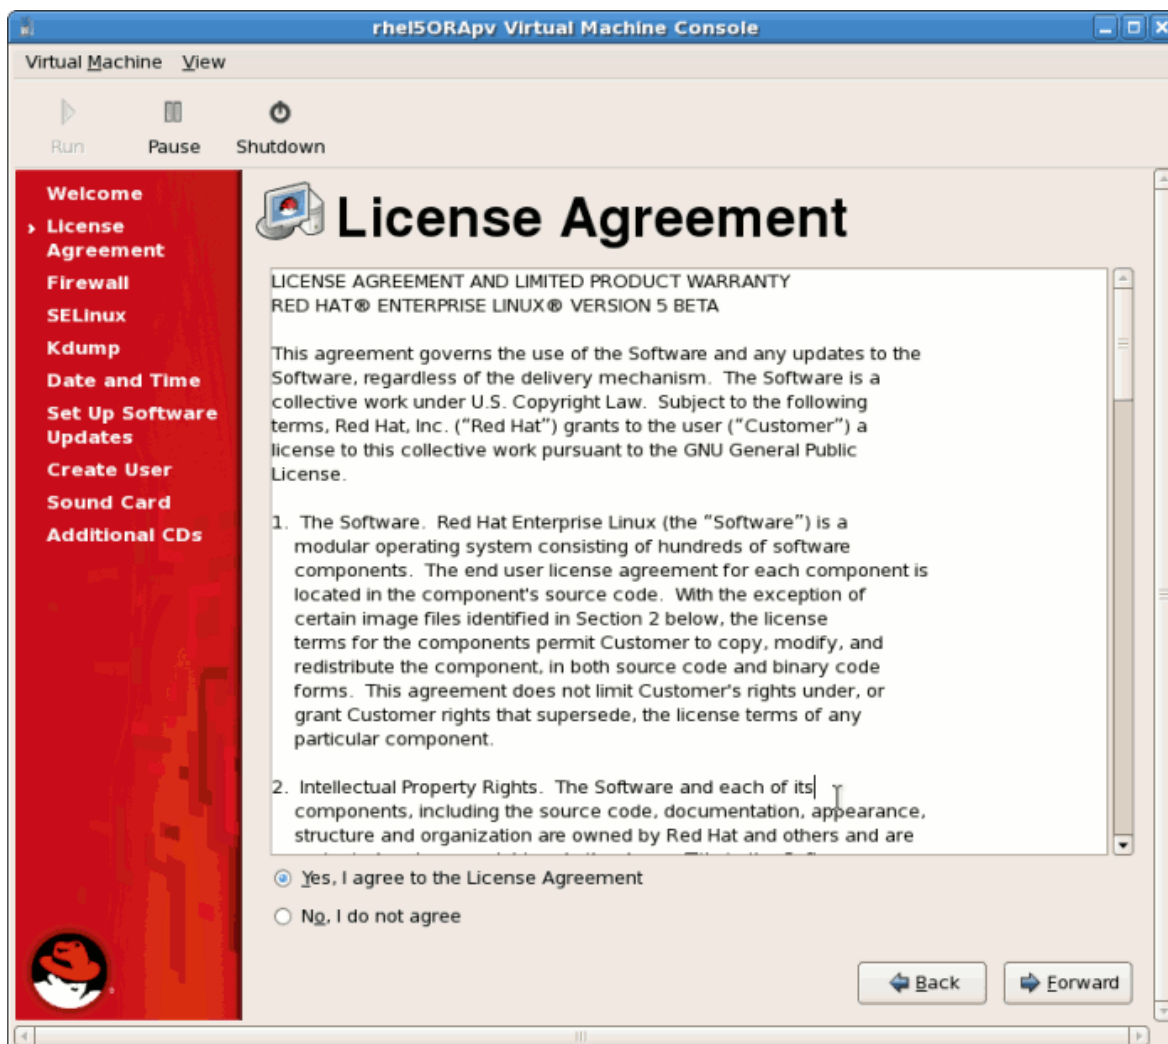 rhel5ORApv Virtual Machine Console
Virtual Machine View
Run Pause Shutdown
Welcome
License
Agreement
Firewall
SELinux
Kdump
Date and Time
Set Up Software
Updates
Create User
Sound Card
Additional CDs
License Agreement
LICENSE AGREEMENT AND LIMITED PRODUCT WARRANTY
RED HAT® ENTERPRISE LINUX® VERSION 5 BETA
This agreement governs the use of the Software and any updates to the
Software, regardless of the delivery mechanism.  The Software is a
collective work under U.S. Copyright Law.  Subject to the following
terms, Red Hat, Inc. (“Red Hat”) grants to the user (“Customer”) a
license to this collective work pursuant to the GNU General Public
License.
1.  The Software.  Red Hat Enterprise Linux (the “Software”) is a
modular operating system consisting of hundreds of software
components.  The end user license agreement for each component is
located in the component's source code.  With the exception of
certain image files identified in Section 2 below, the license
terms for the components permit Customer to copy, modify, and
redistribute the component, in both source code and binary code
forms.  This agreement does not limit Customer's rights under, or
grant Customer rights that supersede, the license terms of any
particular component.
2.  Intellectual Property Rights.  The Software and each of its
components, including the source code, documentation, appearance,
structure and organization are owned by Red Hat and others and are
Yes, I agree to the License Agreement
No, I do not agree
Back Forward